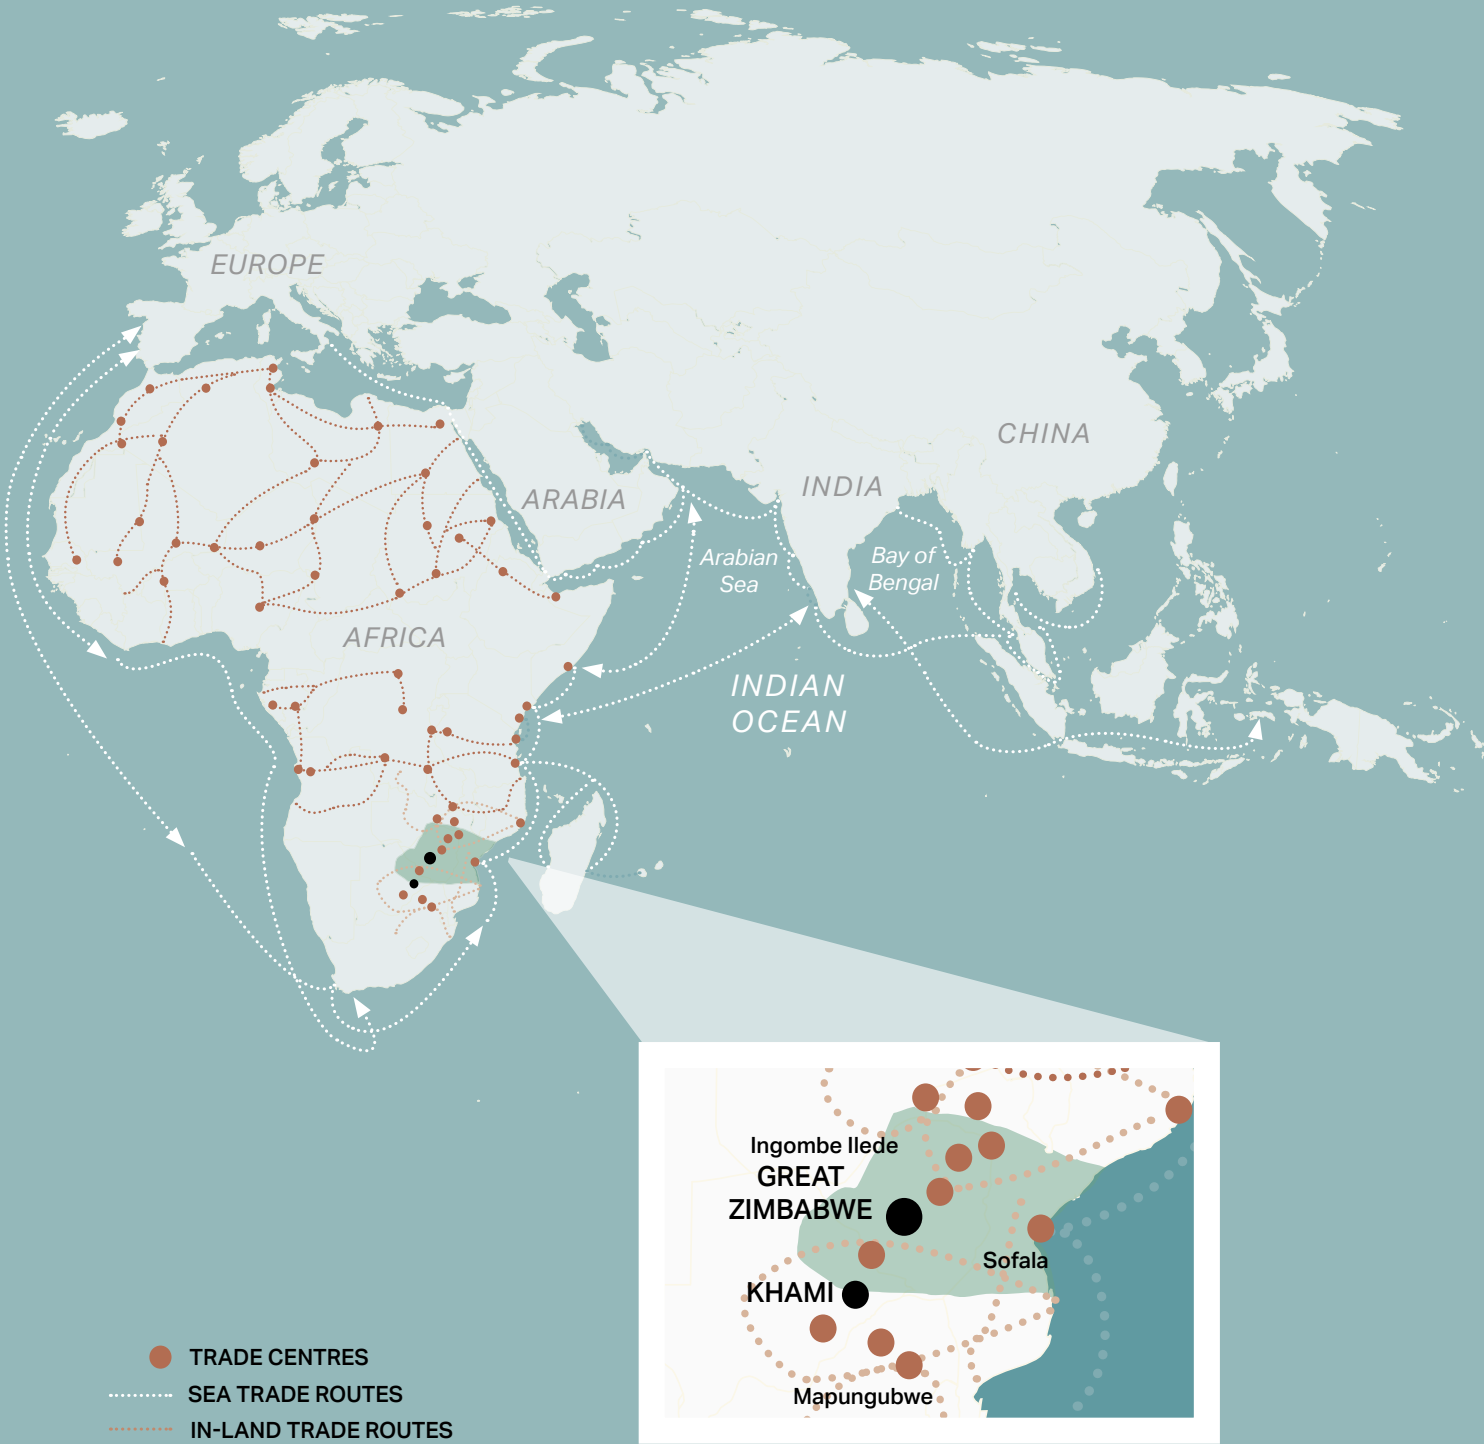 EUROPE
CHINA
INDIA
ARABIA
Arabian
Sea
Bay of
Bengal
AFRICA
INDIAN
OCEAN
Ingombe Ilede
GREAT
ZIMBABWE
Sofala
KHAMI
Mapungubwe
TRADE CENTRES
SEA TRADE ROUTES
IN-LAND TRADE ROUTES